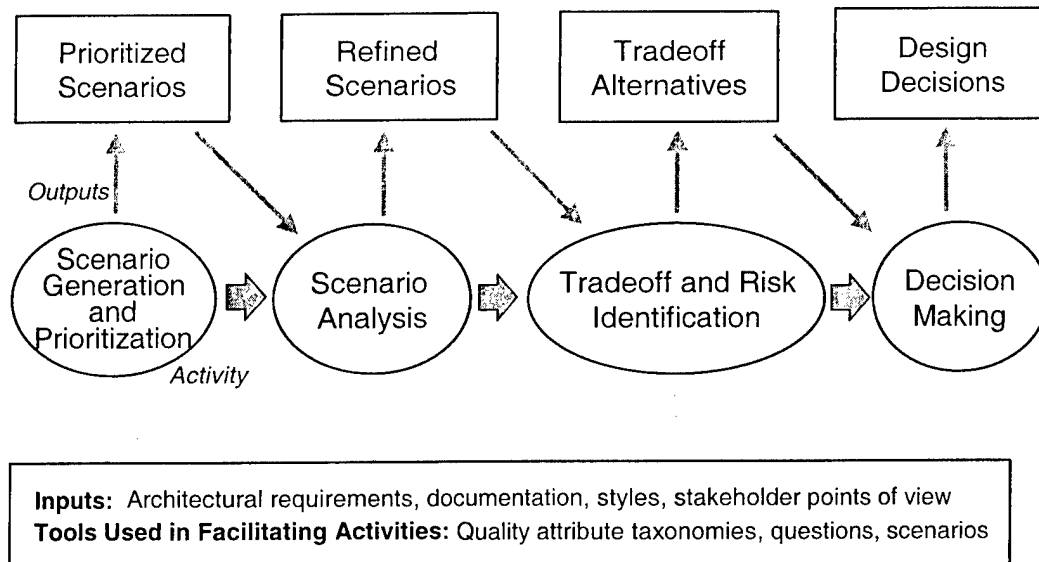 Prioritized
Scenarios
Refined
Scenarios
Tradeoff
Alternatives
Design
Decisions
Outputs
Scenario
Generation
and
Prioritization
Activity
Scenario
Analysis
Tradeoff and Risk
Identification
Decision
Making
Inputs: Architectural requirements, documentation, styles, stakeholder points of view
Tools Used in Facilitating Activities: Quality attribute taxonomies, questions, scenarios